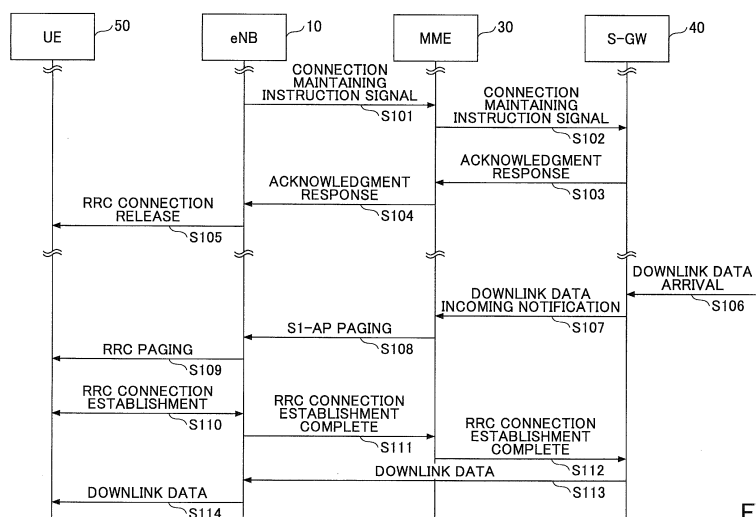 50
10
30
40
UE
eNB
MME
S-GW
CONNECTION
MAINTAINING
INSTRUCTION SIGNAL
S101
CONNECTION
MAINTAINING
INSTRUCTION SIGNAL
S102
ACKNOWLEDGMENT
RESPONSE
S103
ACKNOWLEDGMENT
RESPONSE
S104
RRC CONNECTION
RELEASE
S105
DOWNLINK DATA
ARRIVAL
S106
DOWNLINK DATA
INCOMING NOTIFICATION
S107
S1-AP PAGING
S108
RRC PAGING
S109
RRC CONNECTION
ESTABLISHMENT
S110
RRC CONNECTION
ESTABLISHMENT
COMPLETE
S111
RRC CONNECTION
ESTABLISHMENT
COMPLETE
S112
DOWNLINK DATA
S113
DOWNLINK DATA
S114